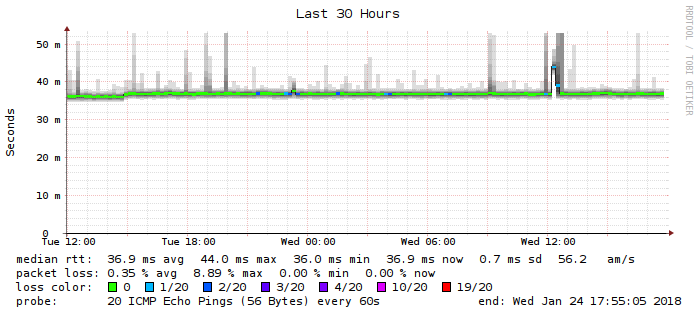 Last 30 Hours
RRDTOOL / TOBI OETIKER
Seconds
50 m
40 m
30 m
20 m
10 m
0
Tue 12:00 Tue 18:00 Wed 00:00 Wed 06:00 Wed 12:00
median rtt: 36.9 ms avg 44.0 ms max 36.0 ms min 36.9 ms now 0.7 ms sd 56.2 am/s
packet loss: 0.35 % avg 8.89 % max 0.00 % min 0.00 % now
loss color: 0 1/20 2/20 3/20 4/20 10/20 19/20
probe: 20 ICMP Echo Pings (56 Bytes) every 60s end: Wed Jan 24 17:55:05 2018